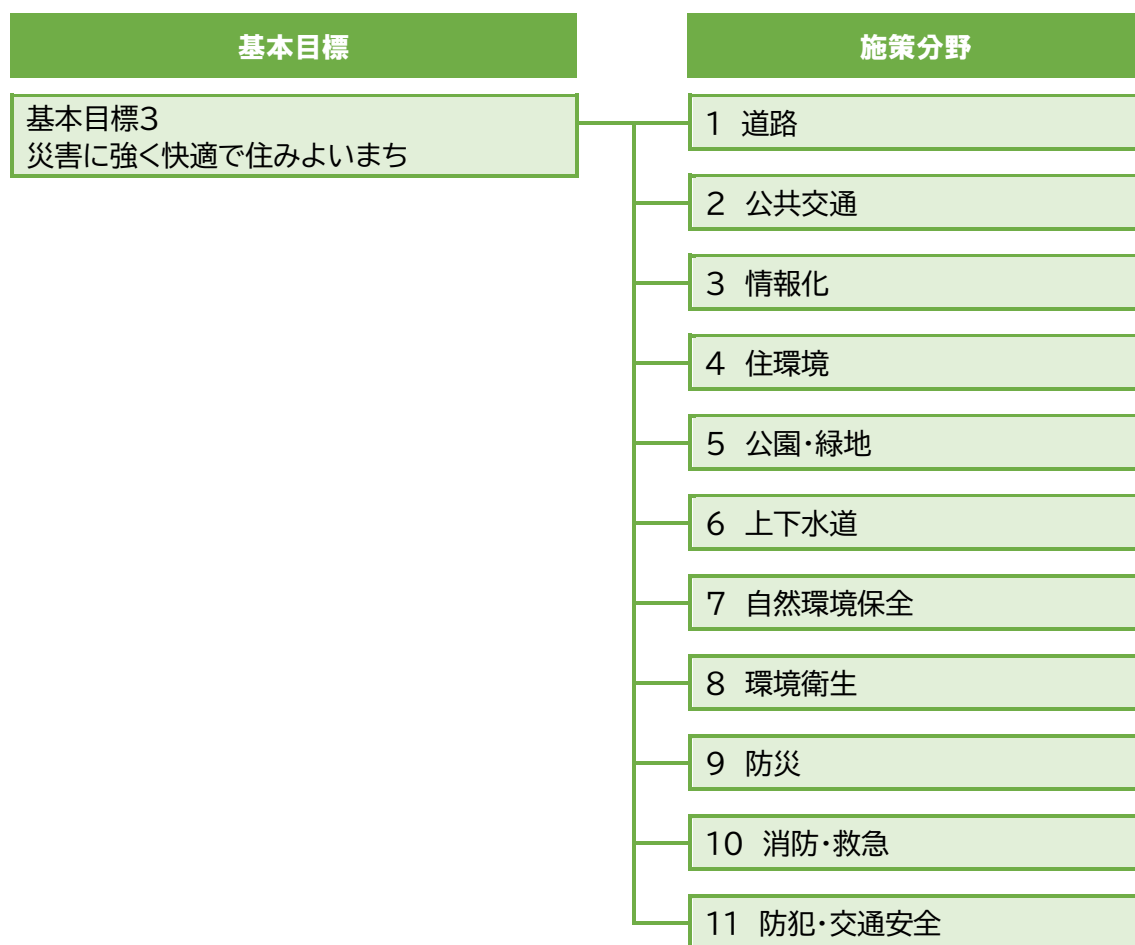 基本目標
施策分野
基本目標3
災害に強く快適で住みよいまち
1 道路
2 公共交通
3 情報化
4 住環境
5 公園・緑地
6 上下水道
7 自然環境保全
8 環境衛生
9 防災
10 消防・救急
11 防犯・交通安全